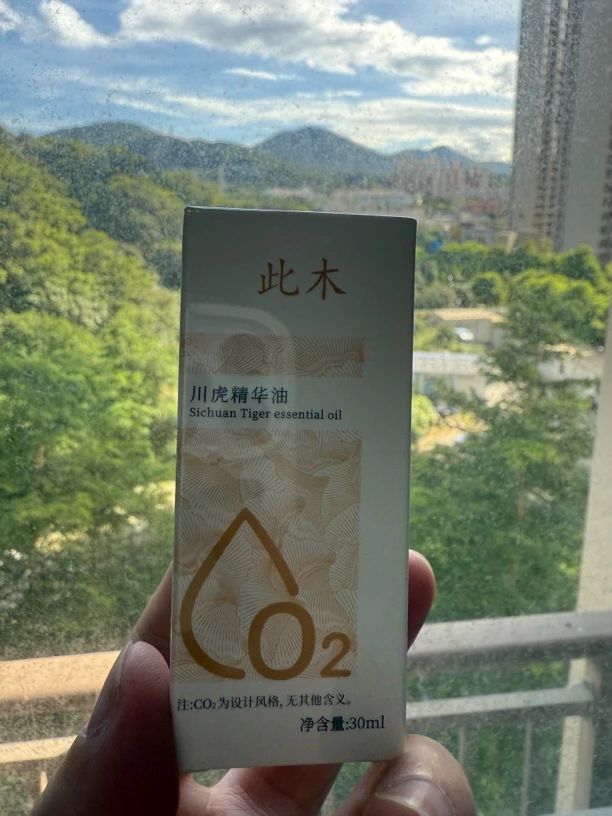 此木
川虎精华油
Sichuan Tiger essential oil
CO2
注:CO₂为设计风格,无其他含义。
净含量:30ml